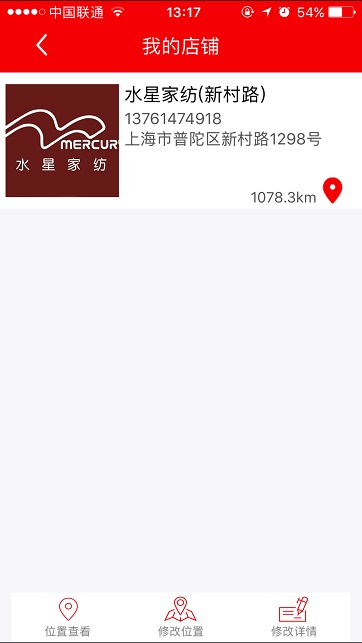 中国联通 13:17 54%
我的店铺
水星家纺(新村路)
13761474918
上海市普陀区新村路1298号
MERCURY
水星家纺
1078.3km
位置查看 修改位置 修改详情